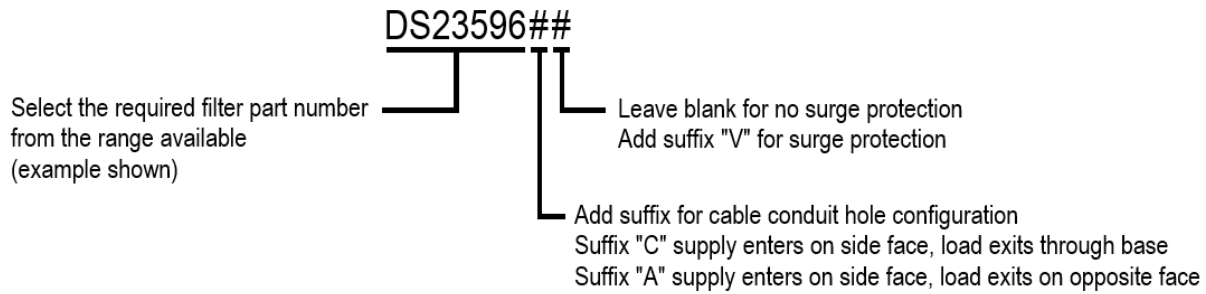 DS23596##
Select the required filter part number
from the range available
(example shown)
Leave blank for no surge protection
Add suffix "V" for surge protection
Add suffix for cable conduit hole configuration
Suffix "C" supply enters on side face, load exits through base
Suffix "A" supply enters on side face, load exits on opposite face